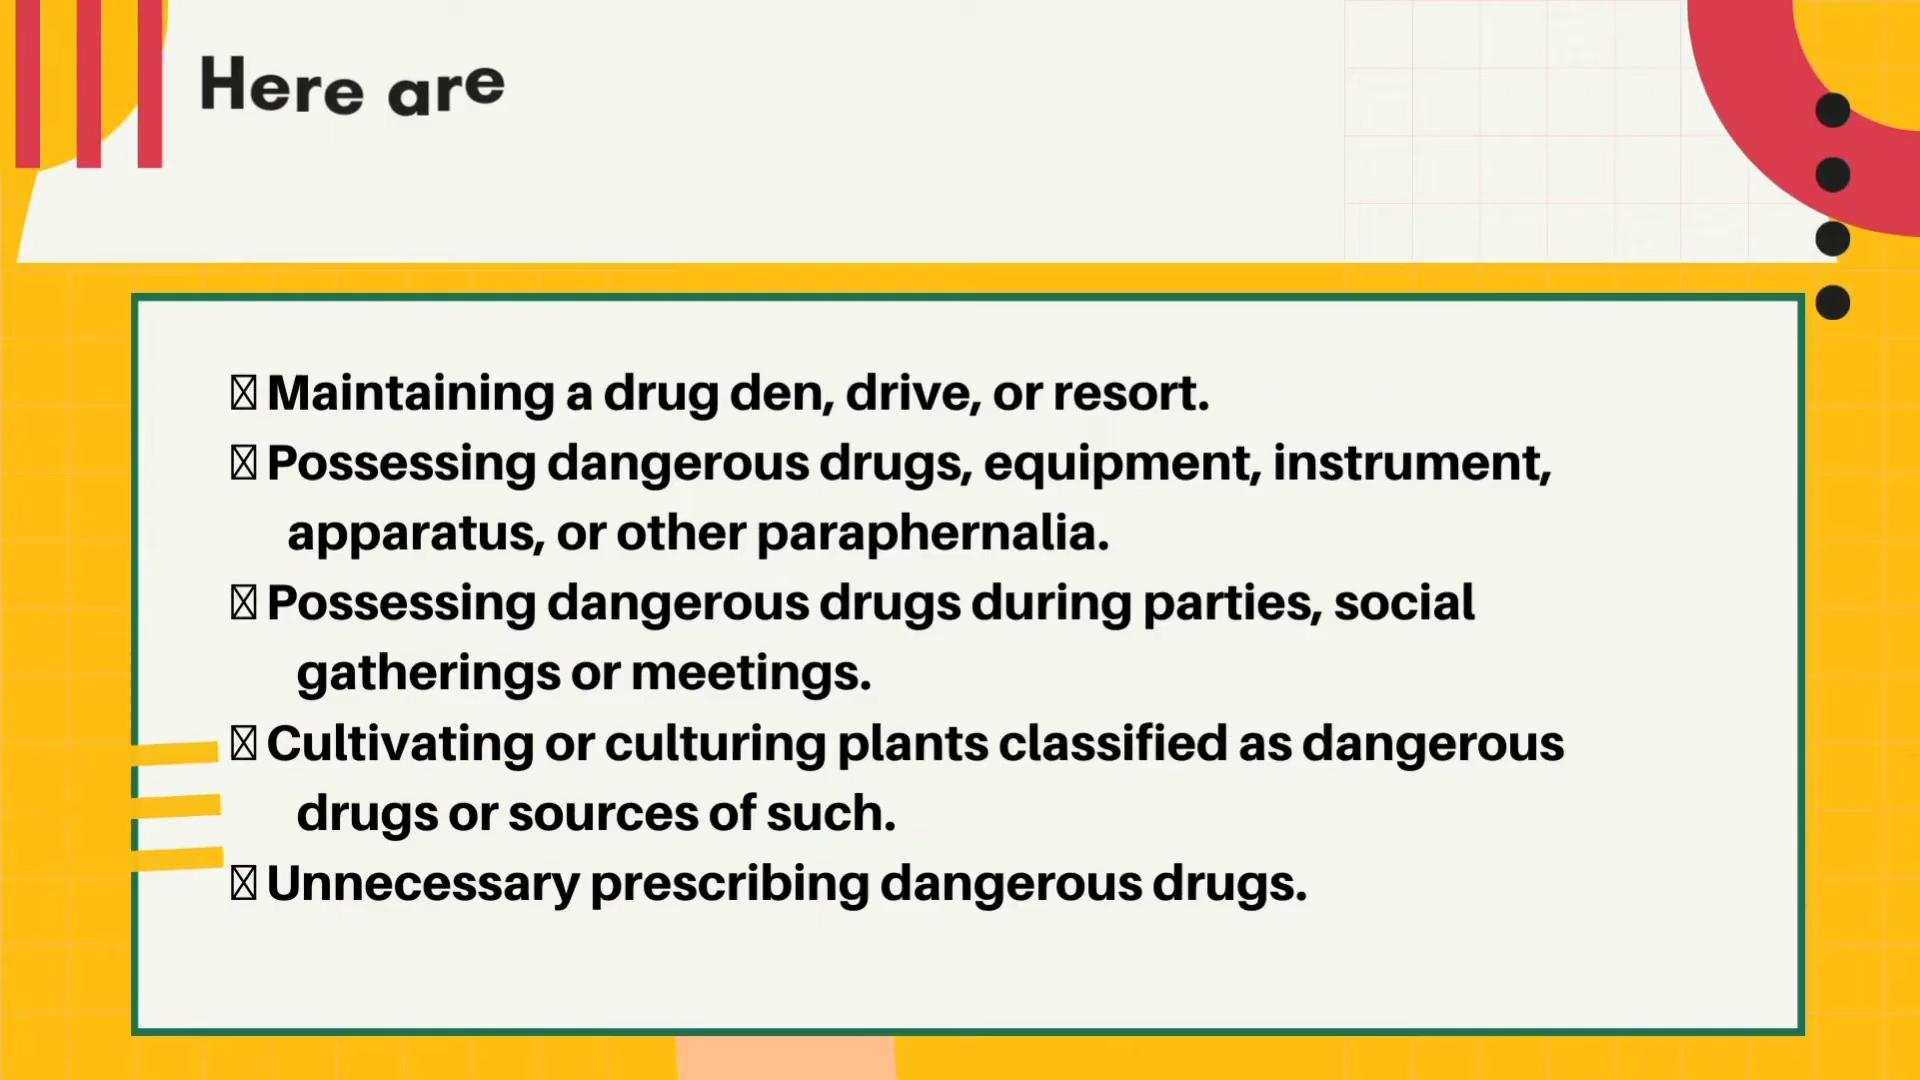 Here are
Maintaining a drug den, drive, or resort.
Possessing dangerous drugs, equipment, instrument,
apparatus, or other paraphernalia.
Possessing dangerous drugs during parties, social
gatherings or meetings.
Cultivating or culturing plants classified as dangerous
drugs or sources of such.
Unnecessary prescribing dangerous drugs.